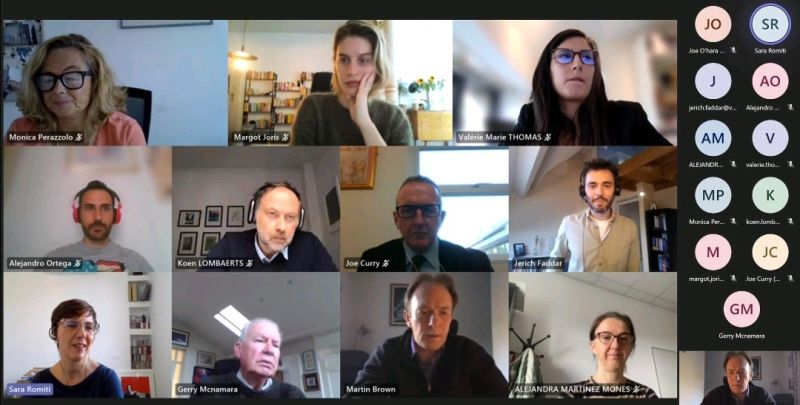 Monica Perazzolo
Margot Joris
Valérie Marie THOMAS
Alejandro Ortega
Koen LOMBAERTS
Joe Curry
Jerich Faddar
Sara Romiti
Gerry Mcnamara
Martin Brown
ALEJANDRA MARTINEZ MONES
JO
SR
Joe O'hara ...
Sara Romiti
J
AO
jerich.faddar@v...
Alejandro ...
AM
V
ALEJANDR...
valerie.tho...
MP
K
Monica Per...
koen.lomb...
M
JC
margot.jori...
Joe Curry (...
GM
Gerry Mcnamara